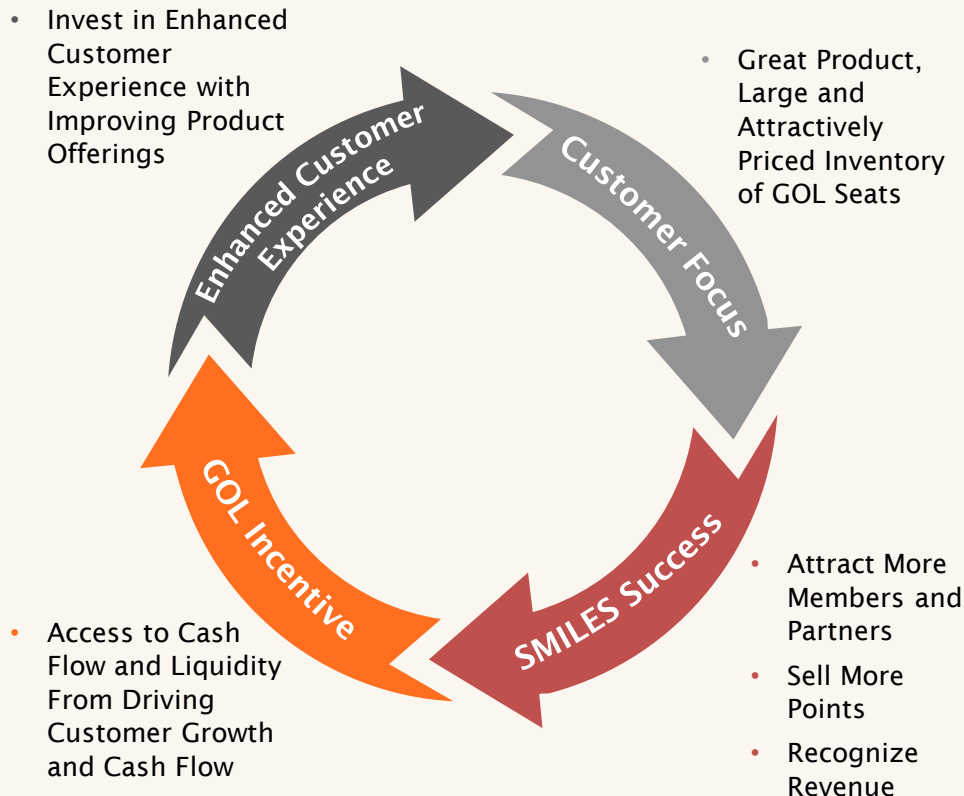 • Invest in Enhanced
Customer
Experience with
Improving Product
Offerings
Enhanced Customer
Experience
• Great Product,
Large and
Attractively
Priced Inventory
of GOL Seats
Customer Focus
SMILES Success
• Attract More
Members and
Partners
• Sell More
Points
• Recognize
Revenue
GOL Incentive
• Access to Cash
Flow and Liquidity
From Driving
Customer Growth
and Cash Flow